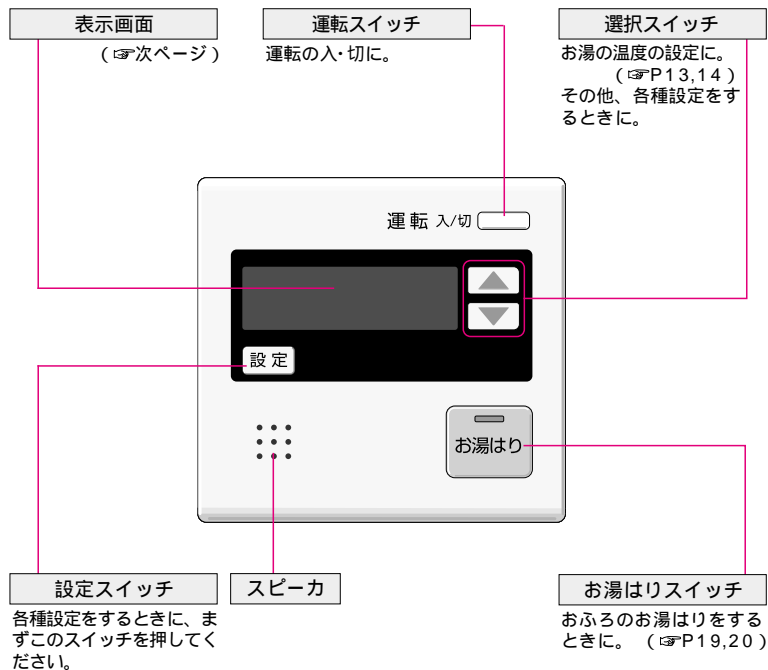 表示画面
(☞次ページ)
運転スイッチ
運転の入・切に。
選択スイッチ
お湯の温度の設定に。
(☞P13,14)
その他、各種設定をす
るときに。
運転 入/切
設定
お湯はり
設定スイッチ
各種設定をするときに、ま
ずこのスイッチを押してく
ださい。
スピーカ
お湯はりスイッチ
おふろのお湯はりをする
ときに。 (☞P19,20)